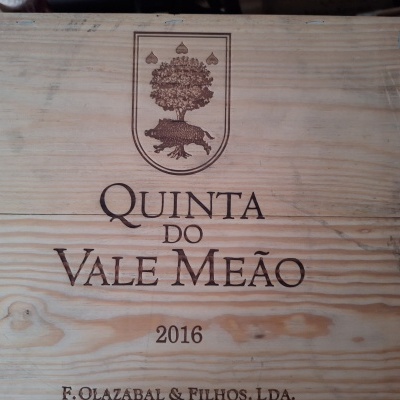 QUINTA
DO
VALE MEÃO
2016
F. OLAZABAL & FILHOS, LDA.